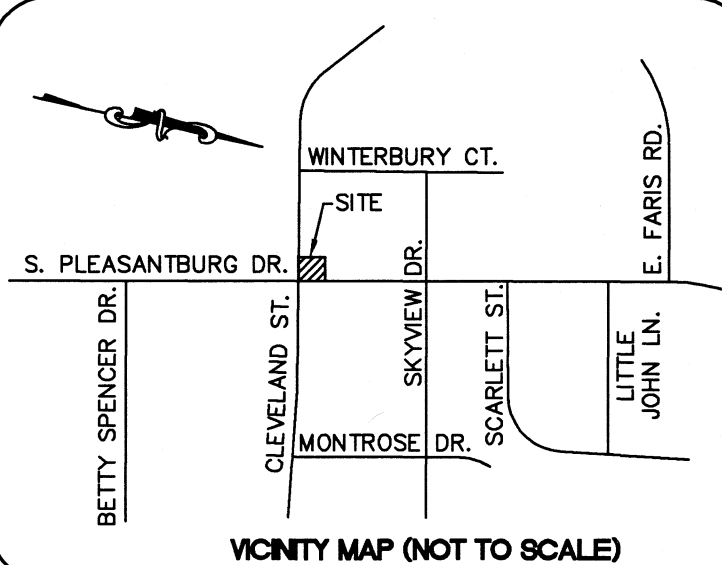 WINTERBURY CT.
SITE
E. FARIS RD.
S. PLEASANTBURG DR.
SKYVIEW DR.
BETTY SPENCER DR.
CLEVELAND ST.
SCARLETT ST.
LITTLE
JOHN LN.
MONTROSE DR.
VICINITY MAP (NOT TO SCALE)